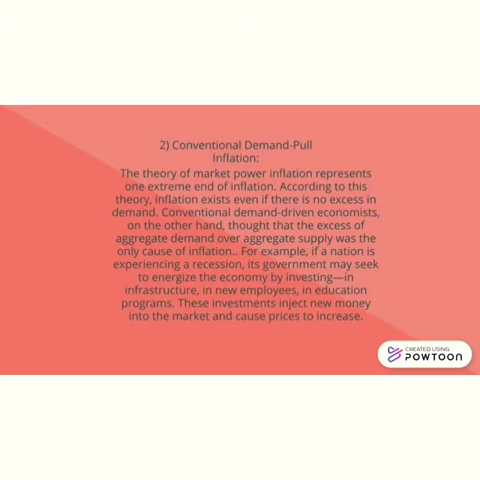 2) Conventional Demand-Pull
Inflation:
The theory of market power inflation represents
one extreme end of inflation. According to this
theory, inflation exists even if there is no excess in
demand. Conventional demand-driven economists,
on the other hand, thought that the excess of
aggregate demand over aggregate supply was the
only cause of inflation.. For example, if a nation is
experiencing a recession, its government may seek
to energize the economy by investing—in
infrastructure, in new employees, in education
programs. These investments inject new money
into the market and cause prices to increase.
CREATED USING
POWTOON